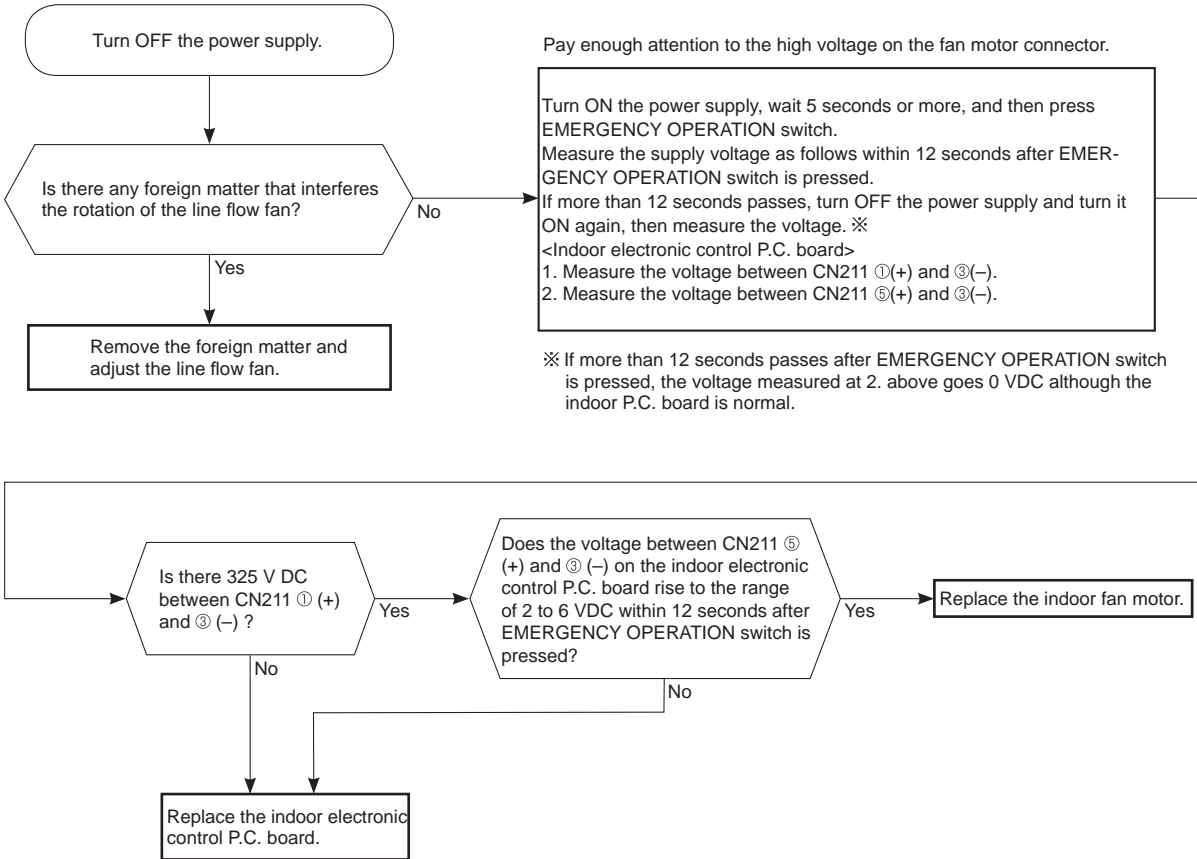 Turn OFF the power supply.
Is there any foreign matter that interferes
the rotation of the line flow fan?
No
Yes
Remove the foreign matter and
adjust the line flow fan.
Pay enough attention to the high voltage on the fan motor connector.
Turn ON the power supply, wait 5 seconds or more, and then press
EMERGENCY OPERATION switch.
Measure the supply voltage as follows within 12 seconds after EMER-
GENCY OPERATION switch is pressed.
If more than 12 seconds passes, turn OFF the power supply and turn it
ON again, then measure the voltage. ※
<Indoor electronic control P.C. board>
1. Measure the voltage between CN211 ①(+) and ③(–).
2. Measure the voltage between CN211 ⑤(+) and ③(–).
※ If more than 12 seconds passes after EMERGENCY OPERATION switch
is pressed, the voltage measured at 2. above goes 0 VDC although the
indoor P.C. board is normal.
Is there 325 V DC
between CN211 ① (+)
and ③ (–) ?
Yes
No
Does the voltage between CN211 ⑤
(+) and ③ (–) on the indoor electronic
control P.C. board rise to the range
of 2 to 6 VDC within 12 seconds after
EMERGENCY OPERATION switch is
pressed?
Yes
No
Replace the indoor fan motor.
Replace the indoor electronic
control P.C. board.